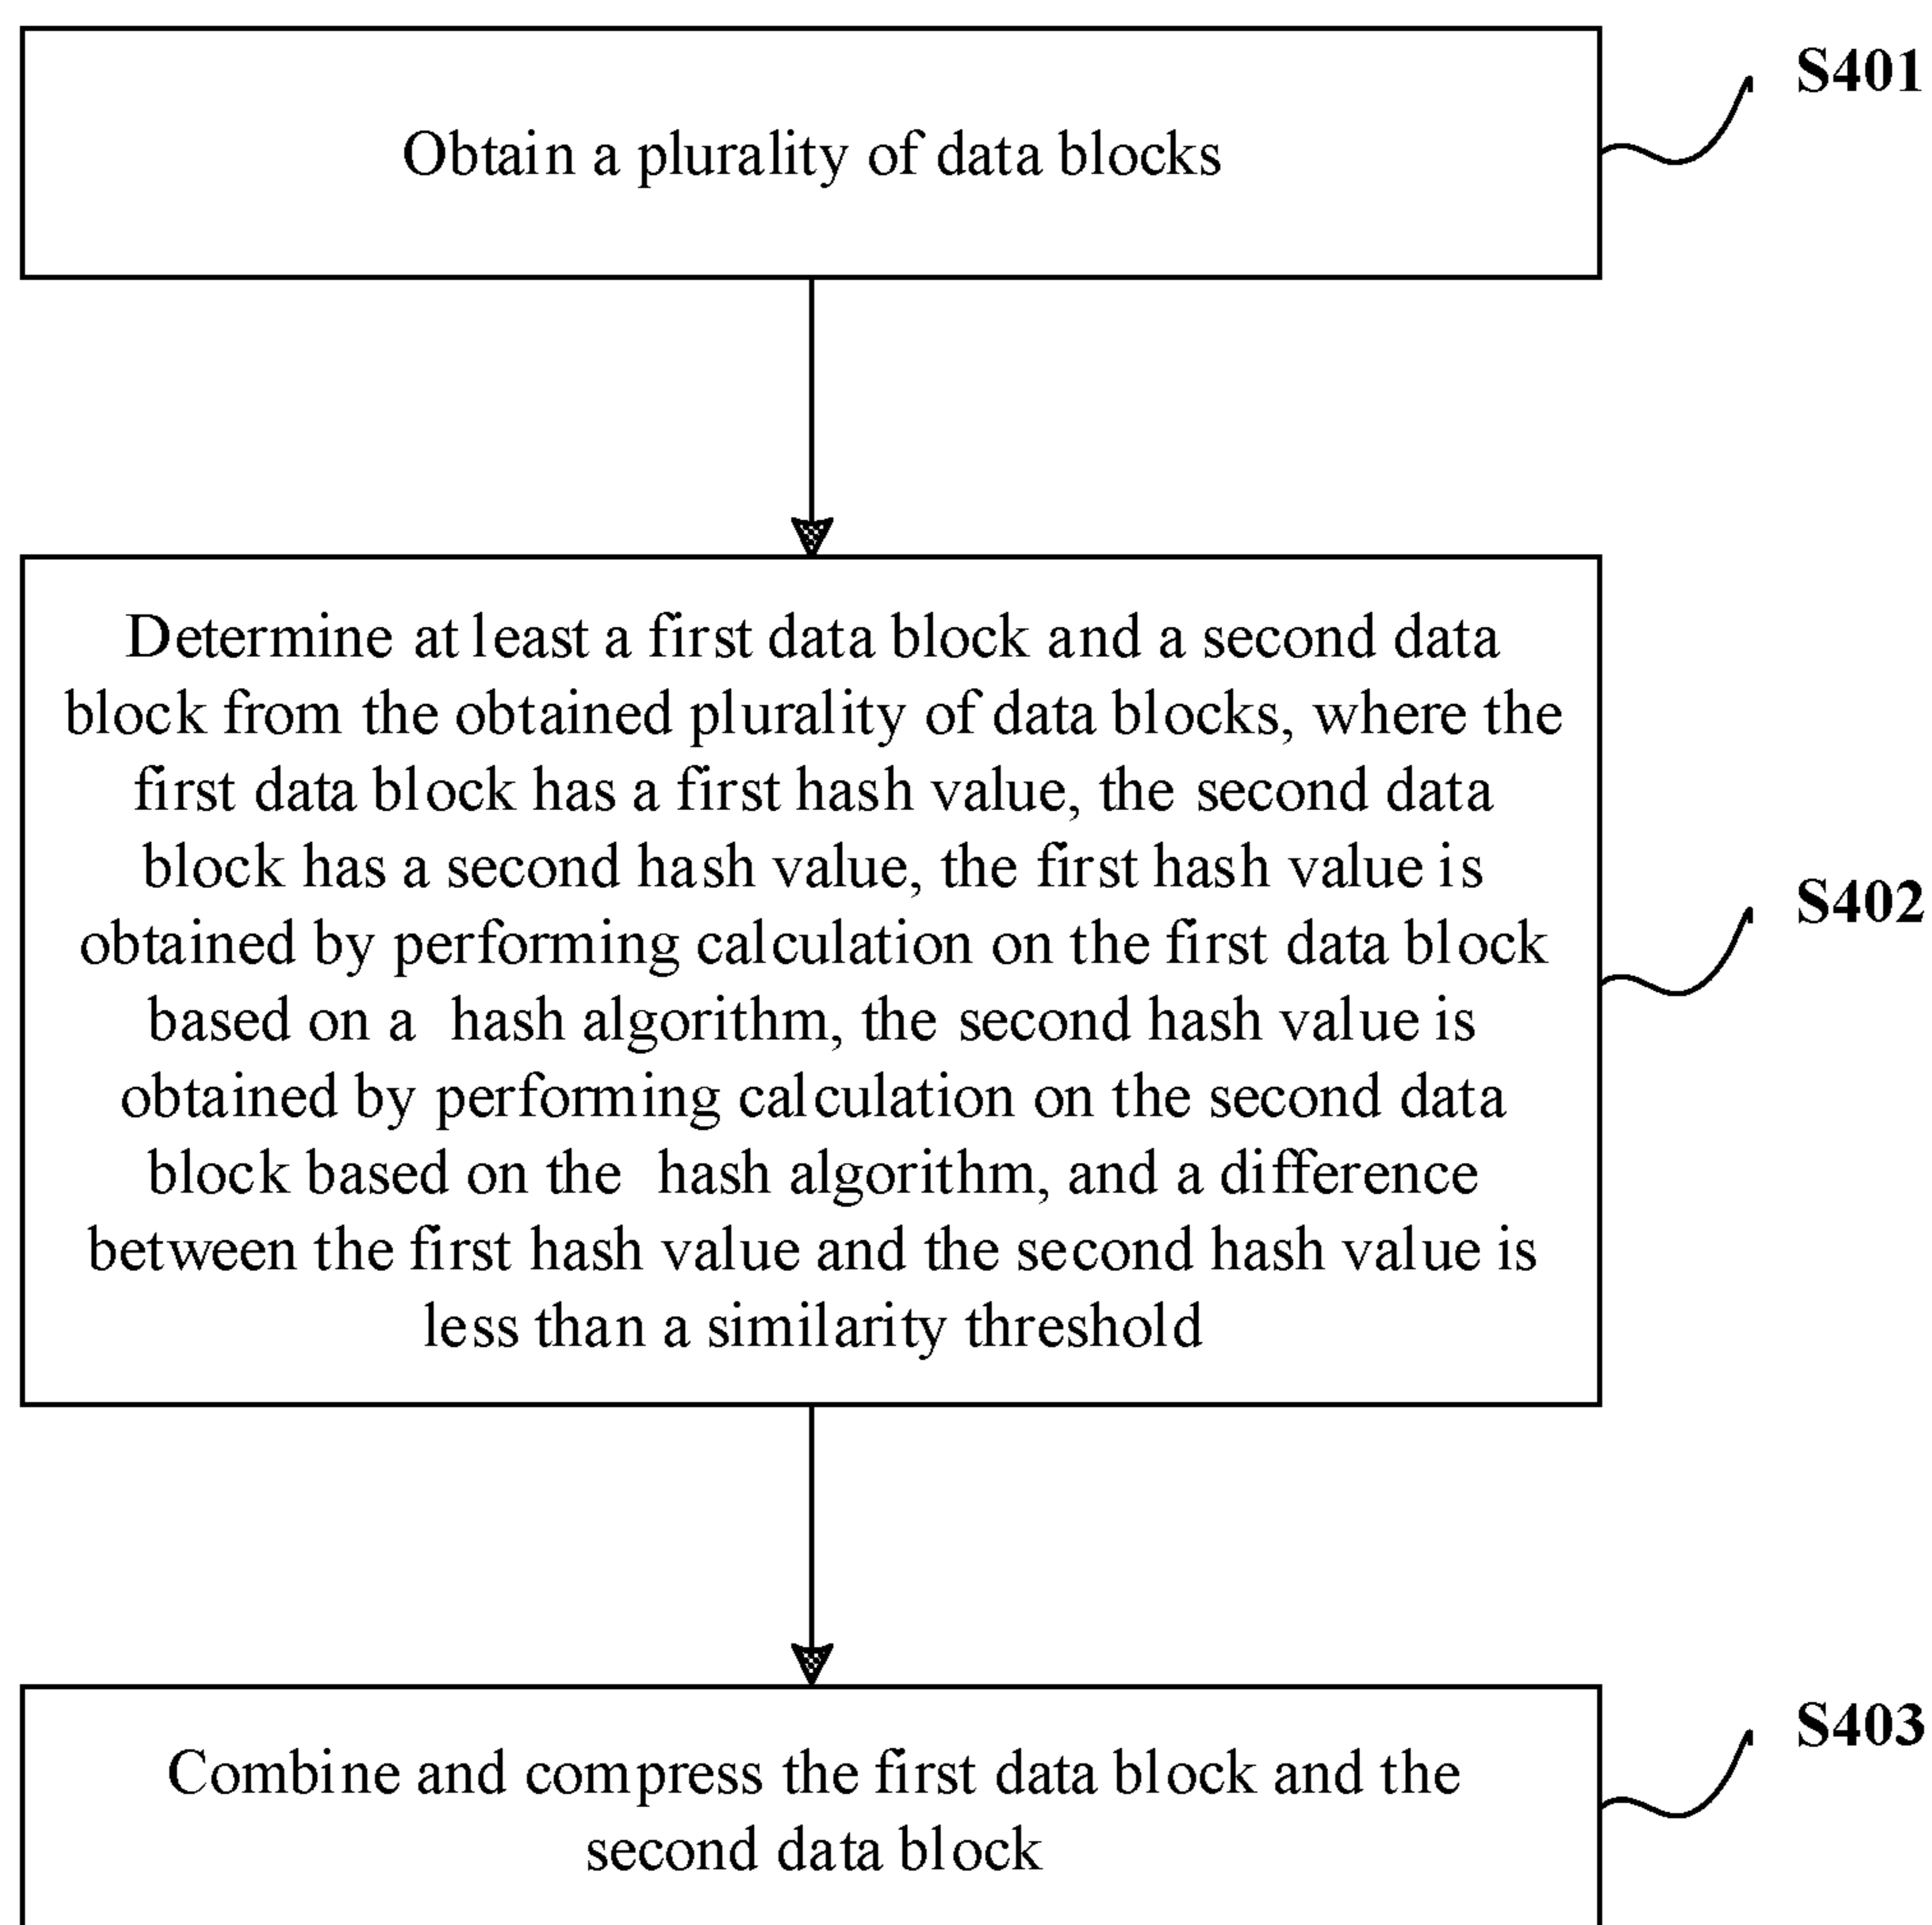 S401
Obtain a plurality of data blocks
Determine at least a first data block and a second data
block from the obtained plurality of data blocks, where the
first data block has a first hash value, the second data
block has a second hash value, the first hash value is
obtained by performing calculation on the first data block
based on a hash algorithm, the second hash value is
obtained by performing calculation on the second data
block based on the hash algorithm, and a difference
between the first hash value and the second hash value is
less than a similarity threshold
S402
Combine and compress the first data block and the
second data block
S403